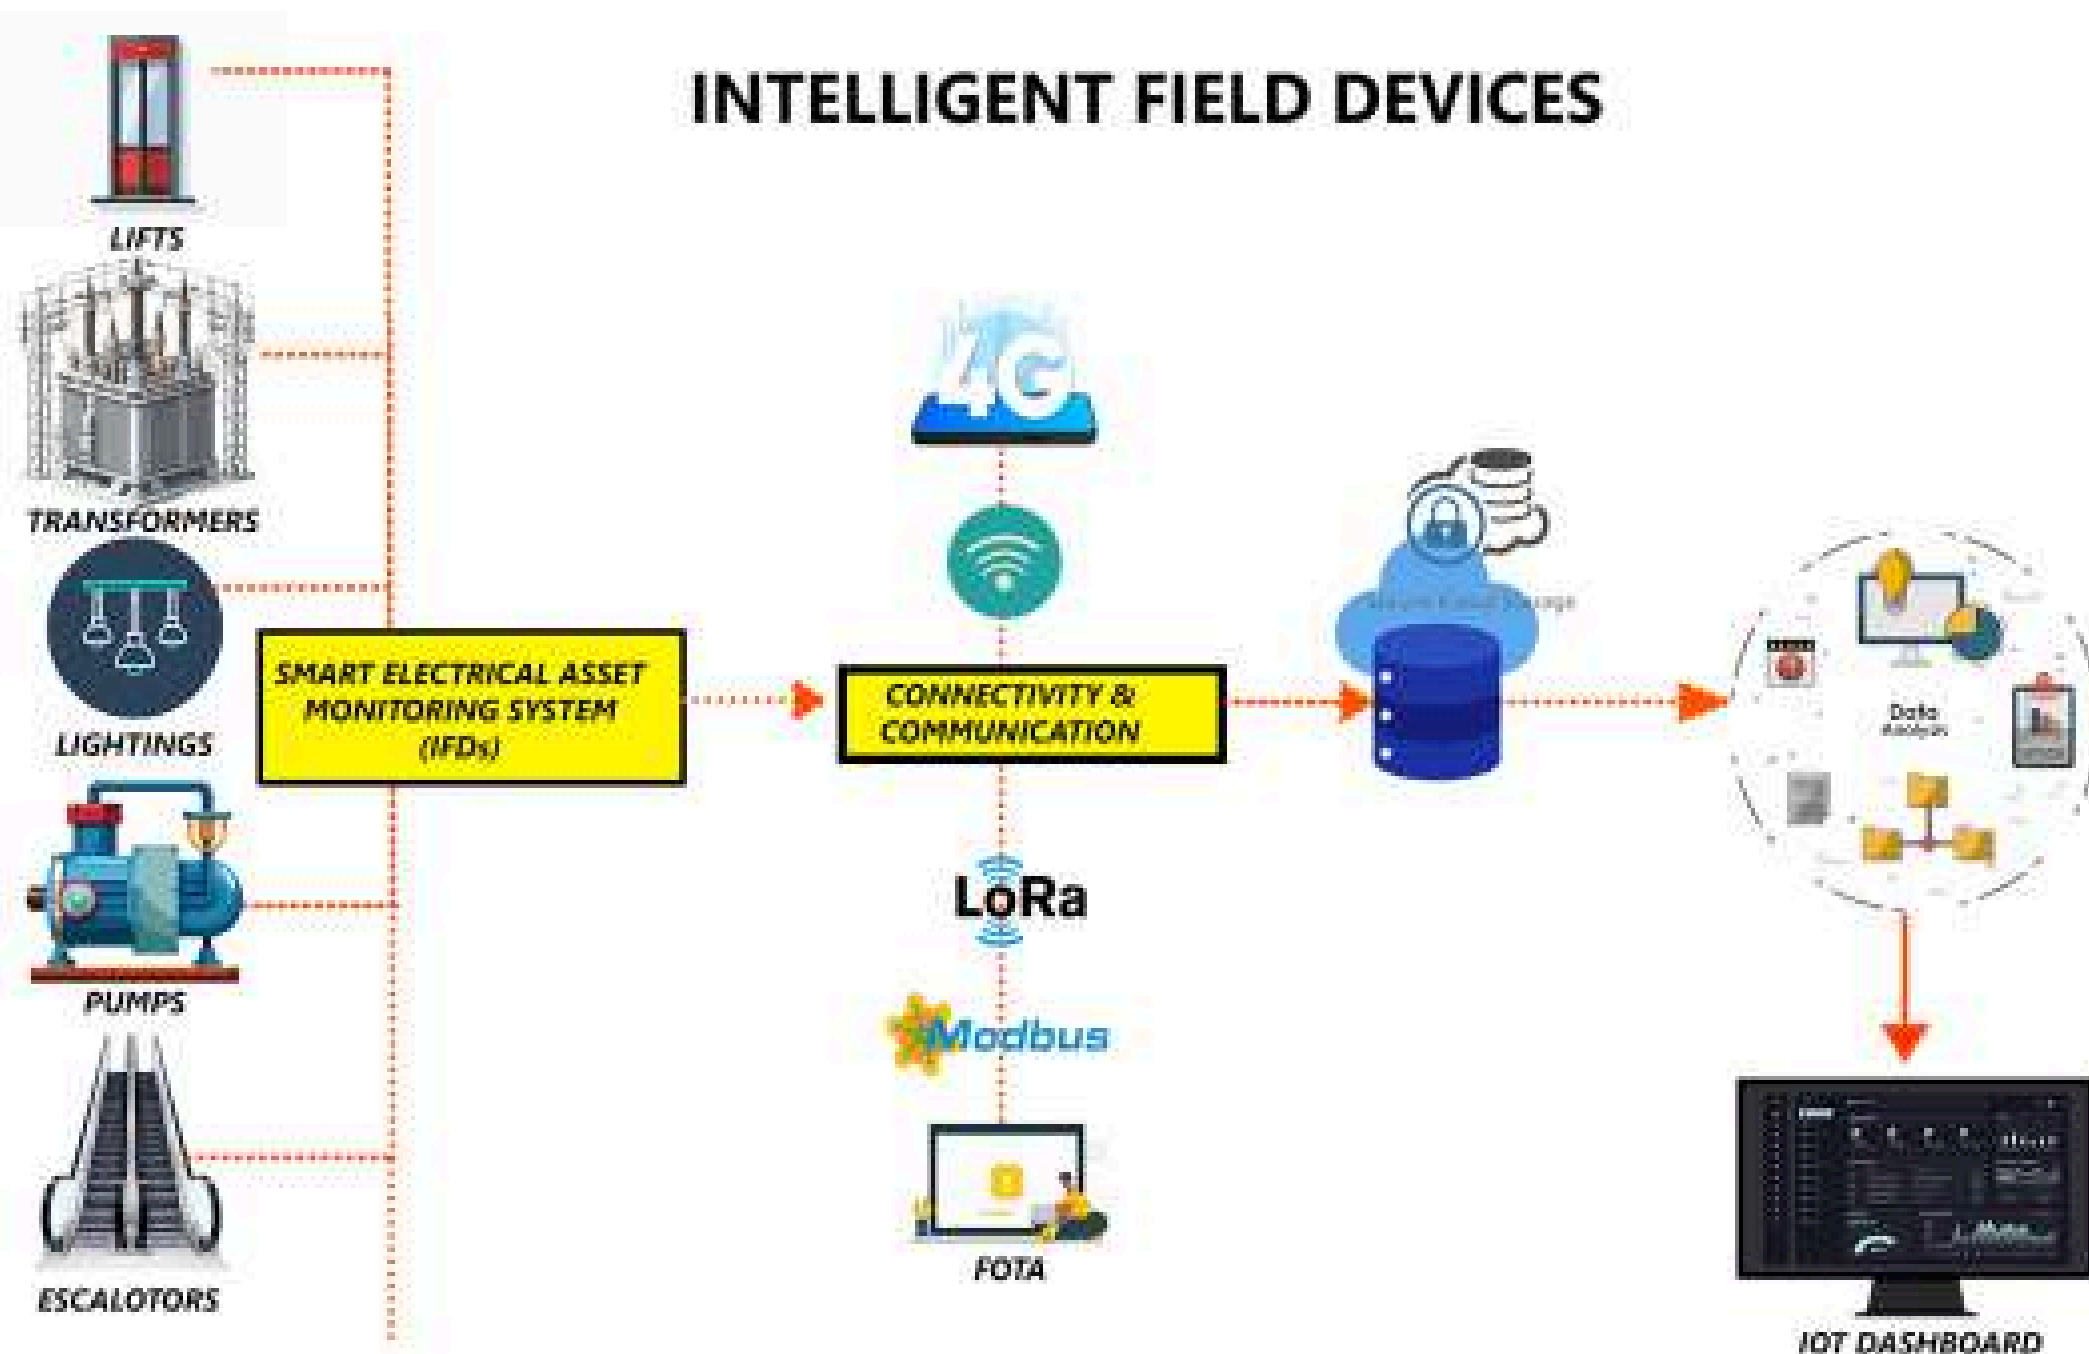 INTELLIGENT FIELD DEVICES
LIFTS
TRANSFORMERS
LIGHTINGS
PUMPS
ESCALOTORS
SMART ELECTRICAL ASSET
MONITORING SYSTEM
(IFDs)
4G
CONNECTIVITY &
COMMUNICATION
LoRa
Modbus
FOTA
Data
Analysis
IOT DASHBOARD